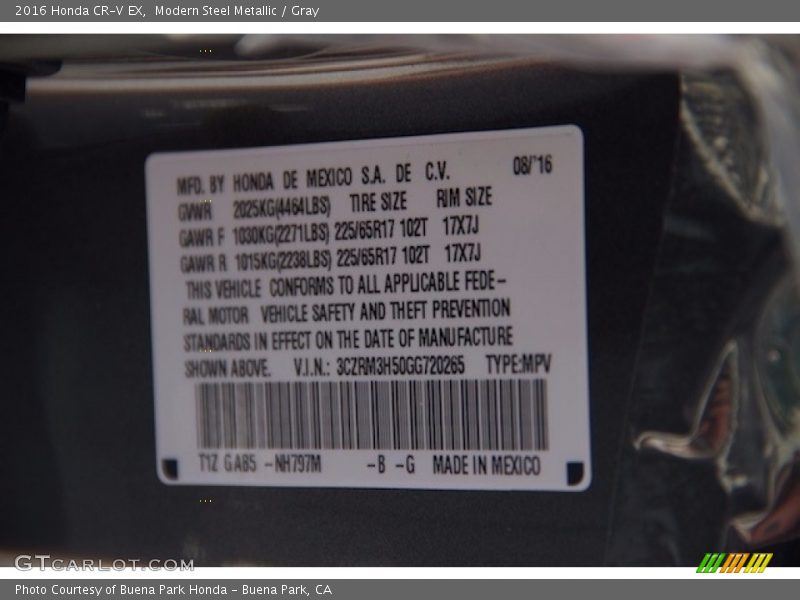 2016 Honda CR-V EX,  Modern Steel Metallic / Gray
MFD. BY HONDA DE MEXICO S.A. DE C.V. 08/'16
GVWR 2025KG(4464LBS) TIRE SIZE RIM SIZE
GAWR F 1030KG(2271LBS) 225/65R17 102T 17X7J
GAWR R 1015KG(2238LBS) 225/65R17 102T 17X7J
THIS VEHICLE CONFORMS TO ALL APPLICABLE FEDE-
RAL MOTOR VEHICLE SAFETY AND THEFT PREVENTION
STANDARDS IN EFFECT ON THE DATE OF MANUFACTURE
SHOWN ABOVE. V.I.N.: 3CZRM3H50GG720265 TYPE:MPV
T1Z GAB5 -NH797M -B -G MADE IN MEXICO
GTCARLOT.COM
Photo Courtesy of Buena Park Honda - Buena Park, CA